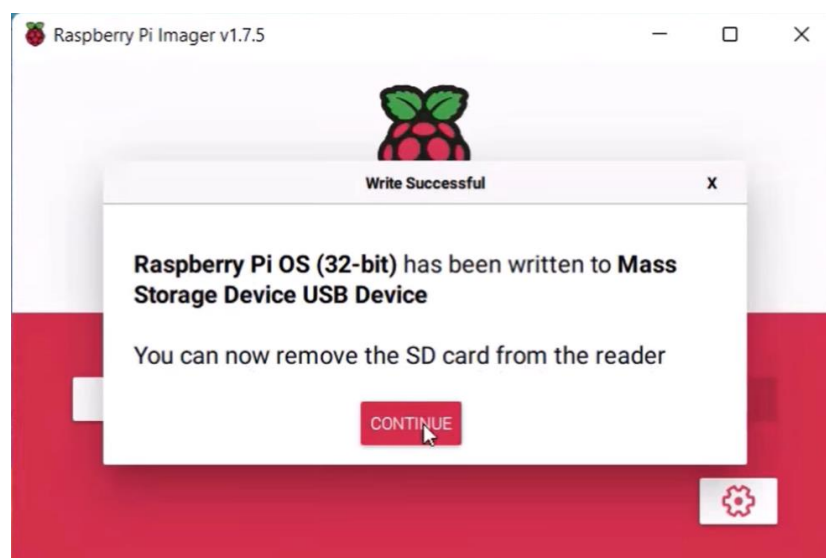 Raspberry Pi Imager v1.7.5
Write Successful
X
Raspberry Pi OS (32-bit) has been written to Mass
Storage Device USB Device
You can now remove the SD card from the reader
CONTINUE